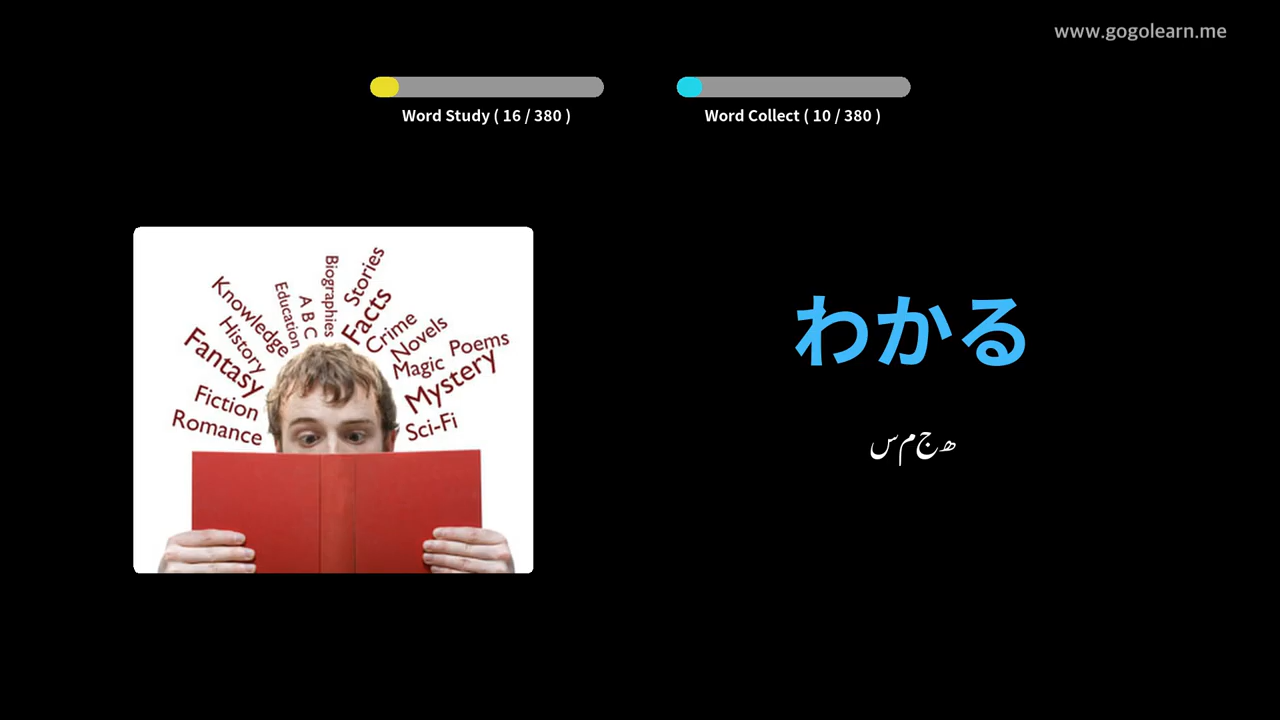 www.gogolearn.me
Word Study ( 16 / 380 )
Word Collect ( 10 / 380 )
Romance
Fiction
Fantasy
History
Knowledge
Education
A B C
Biographies
Stories
Facts
Crime
Novels
Magic
Poems
Mystery
Sci-Fi
わかる
ھ ج م س